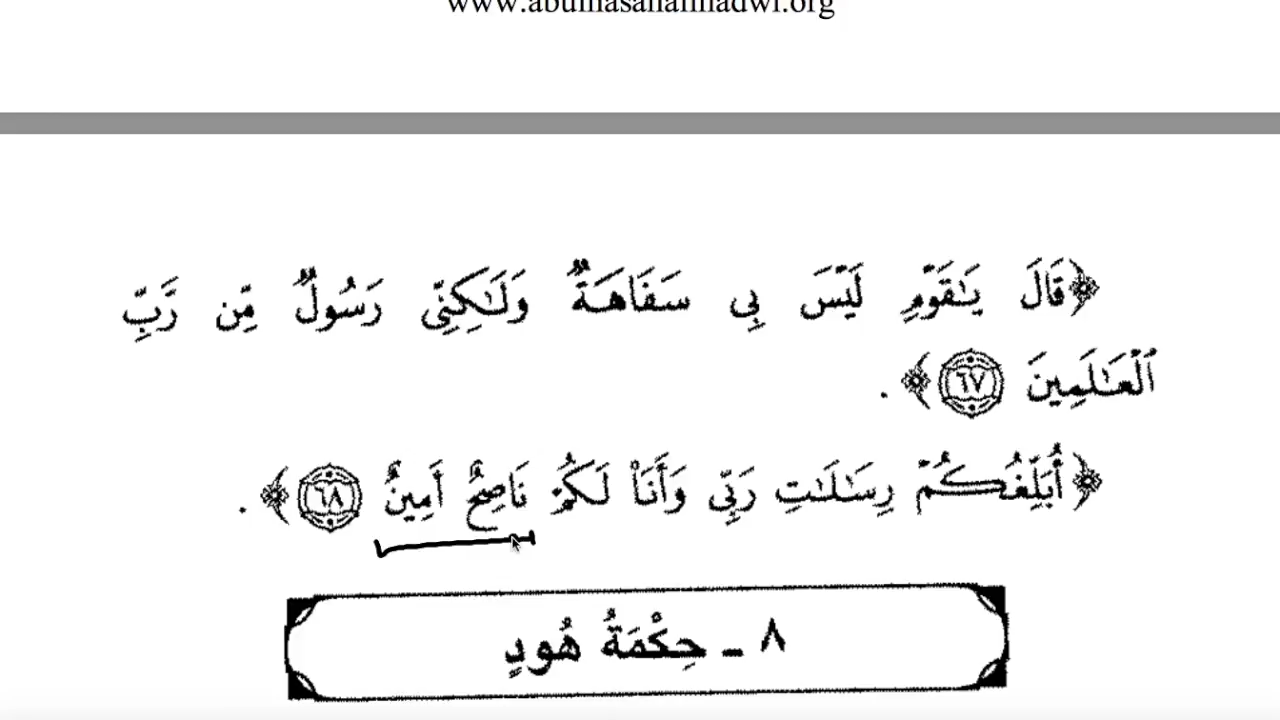 www.abulhasanalinadwi.org
﴿قَالَ يَـٰقَوْمِ لَيْسَ بِى سَفَاهَةٌ وَلَـٰكِنِّى رَسُولٌ مِّن رَّبِّ
ٱلْعَـٰلَمِينَ ٦٧﴾ .
﴿أُبَلِّغُكُمْ رِسَـٰلَـٰتِ رَبِّى وَأَنَا۠ لَكُمْ نَاصِحٌ أَمِينٌ ٦٨﴾ .
٨ ـ حِكْمَةُ هُودٍ